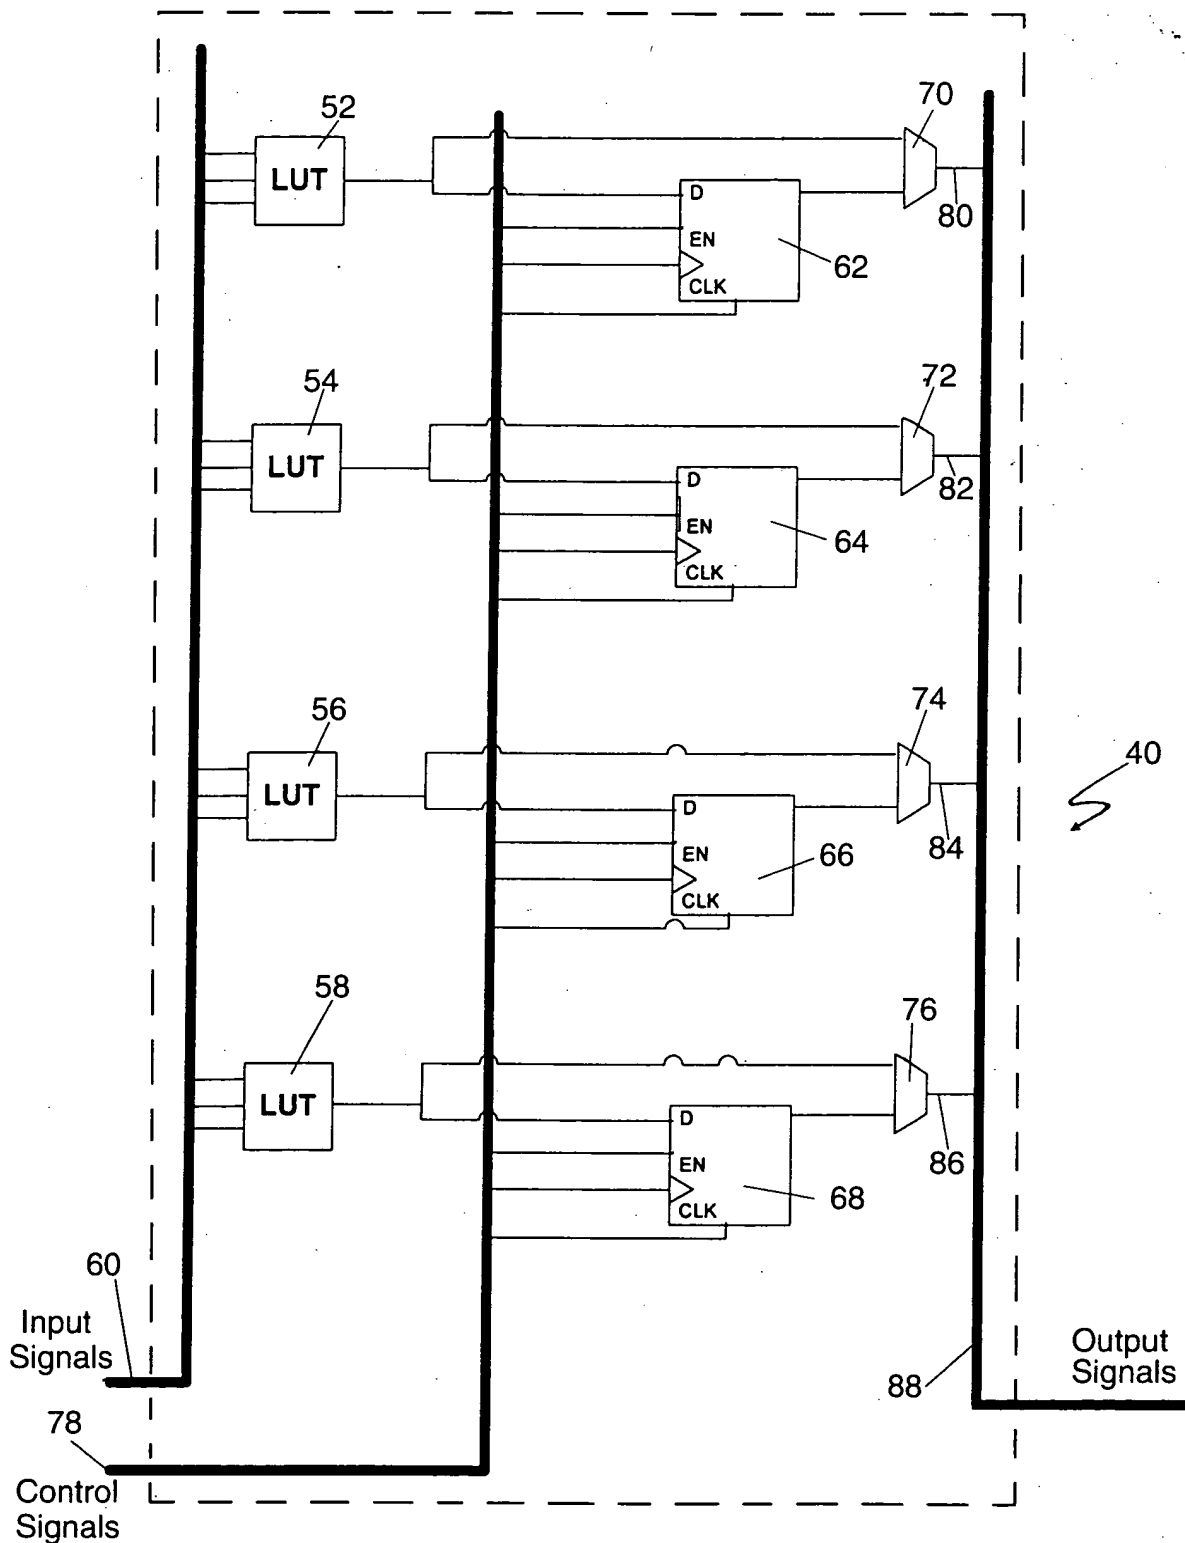 52
70
LUT
D
80
EN
62
CLK
54
72
LUT
D
82
EN
64
CLK
56
74
40
LUT
D
84
EN
66
CLK
58
76
LUT
D
86
EN
68
CLK
60
Input
Signals
Output
Signals
88
78
Control
Signals